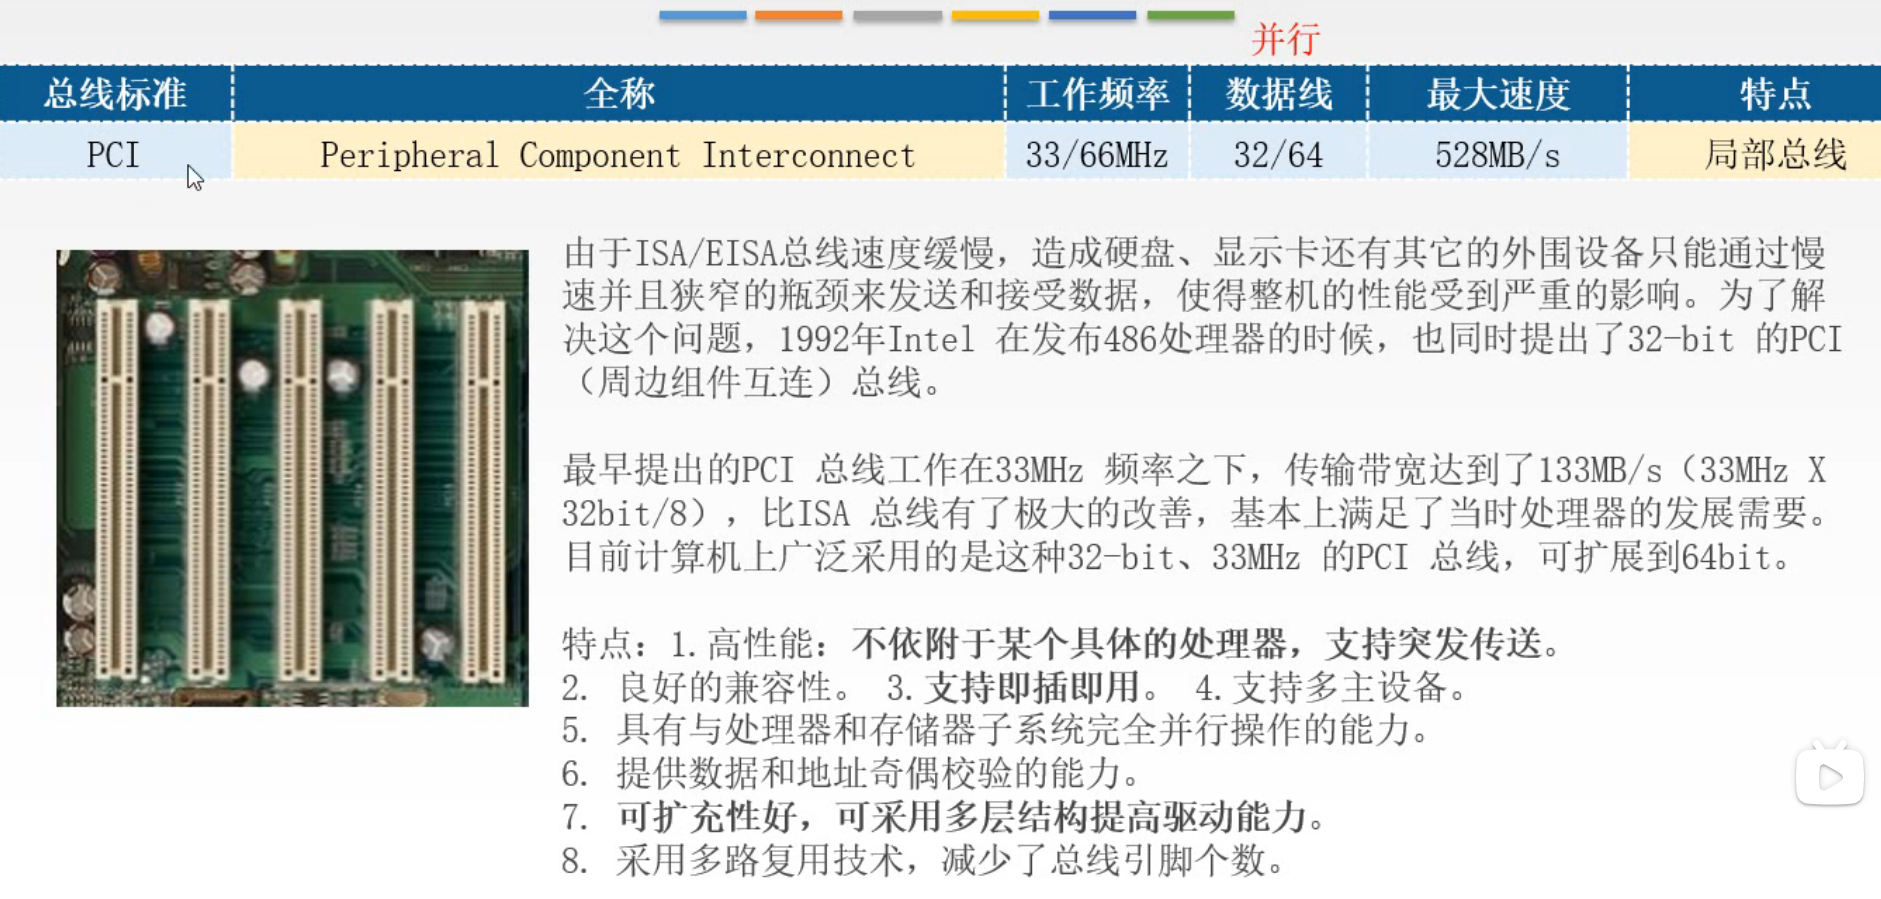 并行
总线标准 全称 工作频率 数据线 最大速度 特点
PCI Peripheral Component Interconnect 33/66MHz 32/64 528MB/s 局部总线
由于ISA/EISA总线速度缓慢，造成硬盘、显示卡还有其它的外围设备只能通过慢
速并且狭窄的瓶颈来发送和接受数据，使得整机的性能受到严重的影响。为了解
决这个问题，1992年Intel 在发布486处理器的时候，也同时提出了32-bit 的PCI
（周边组件互连）总线。
最早提出的PCI 总线工作在33MHz 频率之下，传输带宽达到了133MB/s（33MHz X
32bit/8），比ISA 总线有了极大的改善，基本上满足了当时处理器的发展需要。
目前计算机上广泛采用的是这种32-bit、33MHz 的PCI 总线，可扩展到64bit。
特点：1.高性能：不依附于某个具体的处理器，支持突发传送。
2. 良好的兼容性。 3.支持即插即用。 4.支持多主设备。
5. 具有与处理器和存储器子系统完全并行操作的能力。
6. 提供数据和地址奇偶校验的能力。
7. 可扩充性好，可采用多层结构提高驱动能力。
8. 采用多路复用技术，减少了总线引脚个数。